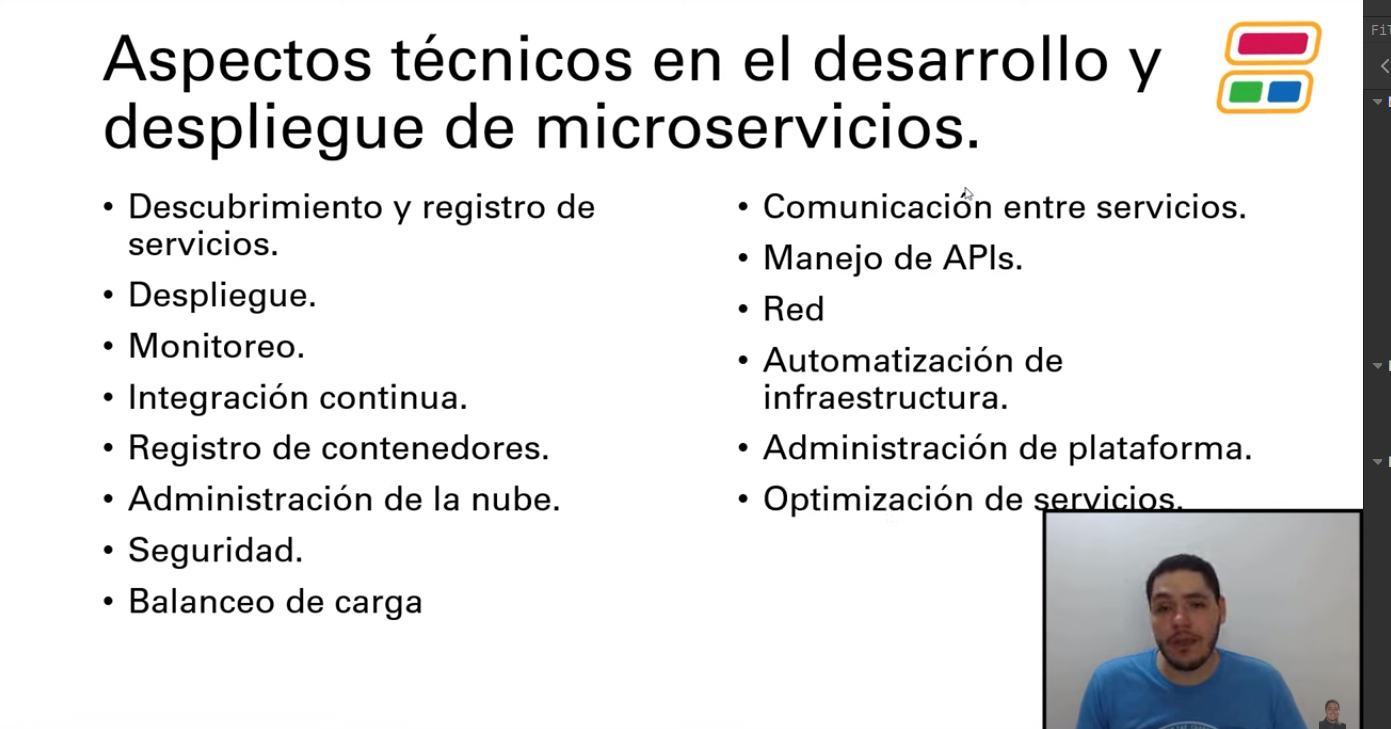 Aspectos técnicos en el desarrollo y
despliegue de microservicios.
• Descubrimiento y registro de
servicios.
• Despliegue.
• Monitoreo.
• Integración continua.
• Registro de contenedores.
• Administración de la nube.
• Seguridad.
• Balanceo de carga
• Comunicación entre servicios.
• Manejo de APIs.
• Red
• Automatización de
infraestructura.
• Administración de plataforma.
• Optimización de servicios.